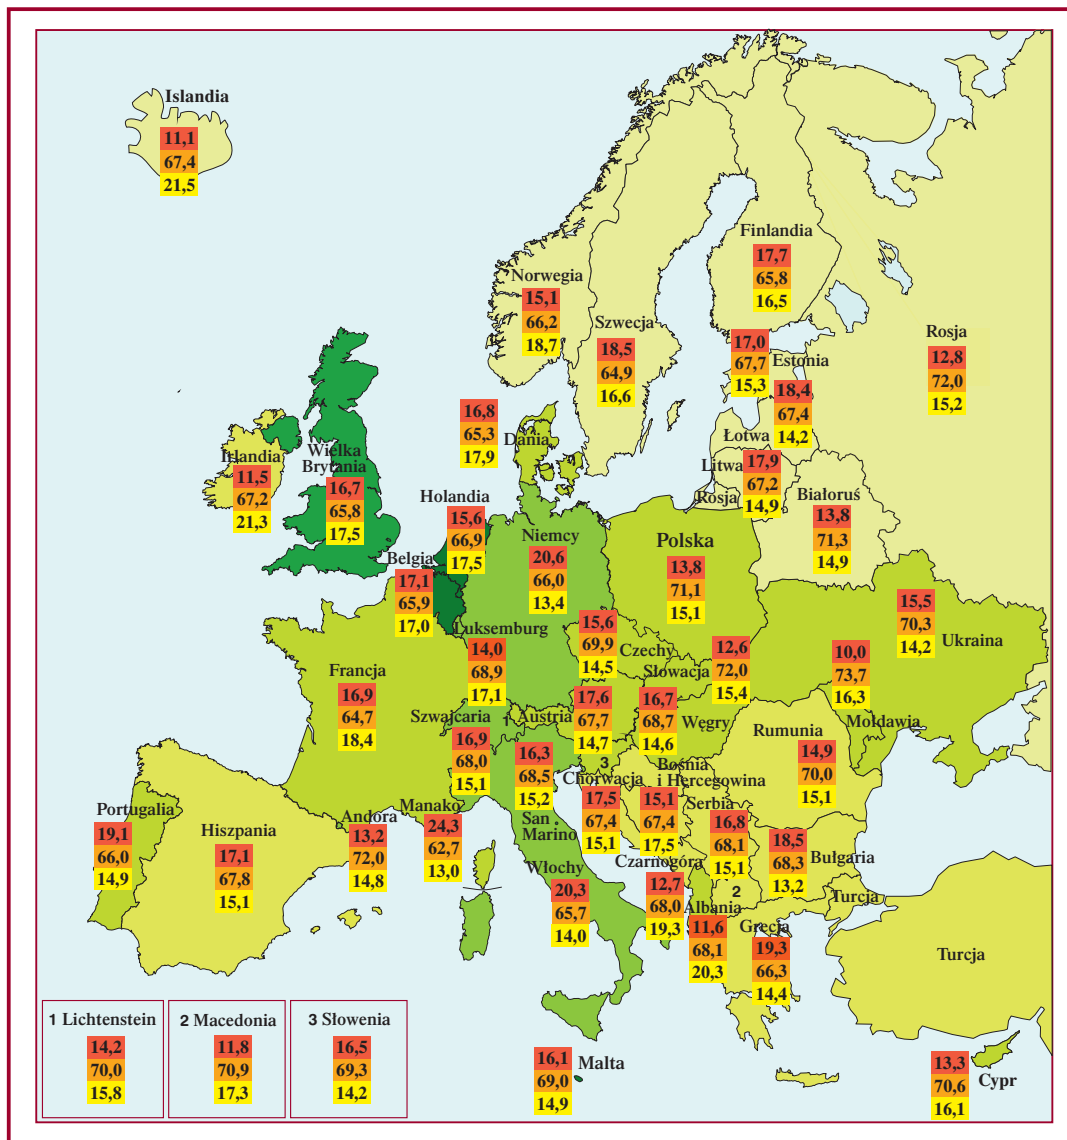 Islandia
11,1
67,4
21,5
Finlandia
17,7
65,8
16,5
Norwegia
15,1
66,2
18,7
Szwecja
18,5
64,9
16,6
Rosja
12,8
72,0
15,2
17,0
67,7
15,3
Estonia
18,4
67,4
14,2
Łotwa
16,8
65,3
17,9
Dania
Irlandia
11,5
67,2
21,3
Wielka
Brytania
16,7
65,8
17,5
Litwa
17,9
67,2
14,9
Rosja
Białoruś
13,8
71,3
14,9
Holandia
15,6
66,9
17,5
Niemcy
20,6
66,0
13,4
Polska
13,8
71,1
15,1
Belgia
17,1
65,9
17,0
Luksemburg
14,0
68,9
17,1
15,6
69,9
14,5
Czechy
Słowacja
12,6
72,0
15,4
15,5
70,3
14,2
Ukraina
10,0
73,7
16,3
Mołdawia
Francja
16,9
64,7
18,4
Szwajcaria
16,9
68,0
15,1
1
Austria
17,6
67,7
14,7
16,7
68,7
14,6
Węgry
Rumunia
14,9
70,0
15,1
16,3
68,5
15,2
San
Marino
3
Chorwacja
17,5
67,4
15,1
Bośnia
i Hercegowina
15,1
67,4
17,5
Serbia
16,8
68,1
15,1
18,5
68,3
13,2
Bułgaria
Portugalia
19,1
66,0
14,9
Hiszpania
17,1
67,8
15,1
Andora
13,2
72,0
14,8
Manako
24,3
62,7
13,0
Włochy
20,3
65,7
14,0
Czarnogóra
12,7
68,0
19,3
2
Albania
11,6
68,1
20,3
Grecja
19,3
66,3
14,4
Turcja
Turcja
1 Lichtenstein
14,2
70,0
15,8
2 Macedonia
11,8
70,9
17,3
3 Słowenia
16,5
69,3
14,2
16,1
69,0
14,9
Malta
13,3
70,6
16,1
Cypr